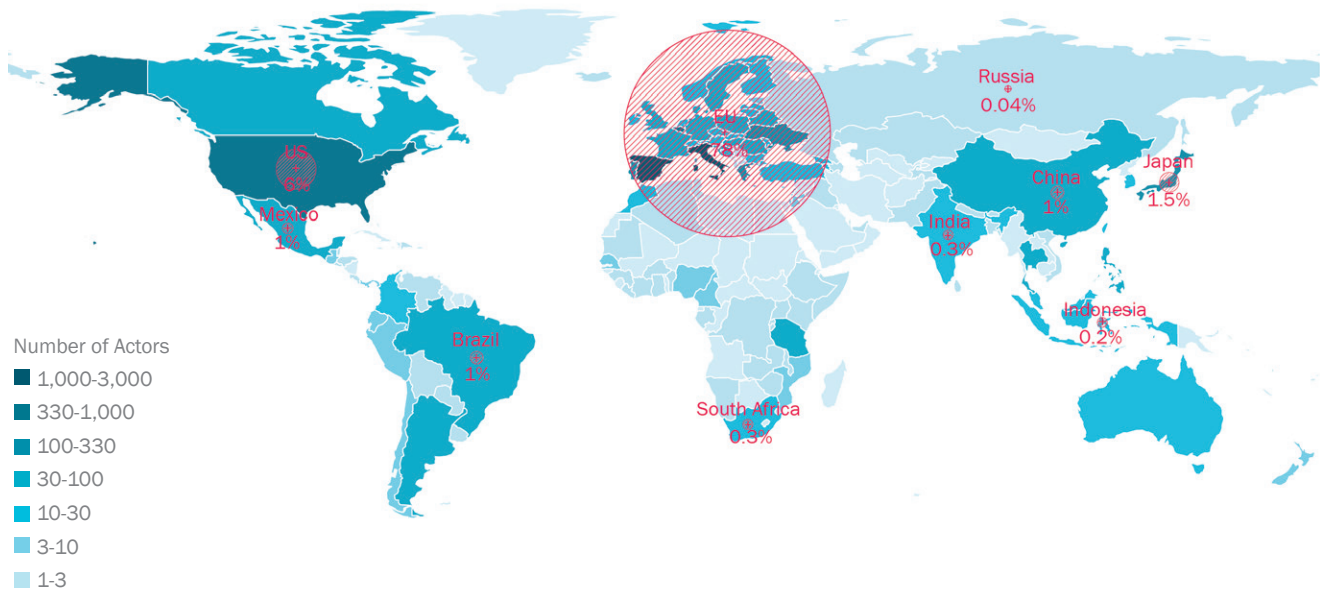 Russia
0.04%
EU
78%
US
6%
Japan
1.5%
China
1%
Mexico
1%
India
0.3%
Indonesia
0.2%
Brazil
1%
South Africa
0.3%
Number of Actors
1,000-3,000
330-1,000
100-330
30-100
10-30
3-10
1-3